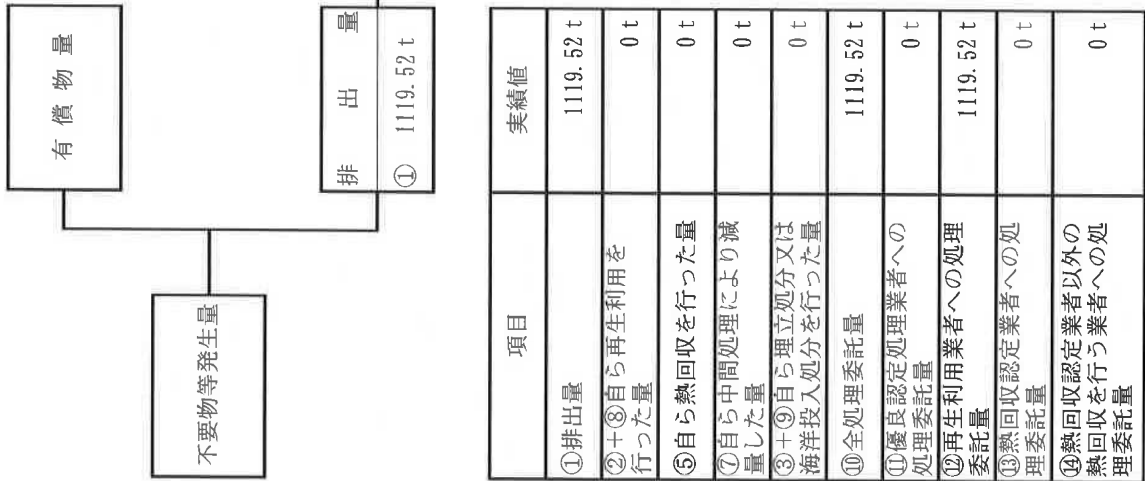 有償物量
不要物等発生量
排出量
① 1119.52 t
項目 実績値
①排出量 1119.52 t
②+⑧自ら再生利用を
行った量 0 t
⑤自ら熱回収を行った量 0 t
⑦自ら中間処理により減
量した量 0 t
③+⑨自ら埋立処分又は
海洋投入処分を行った量 0 t
⑩全処理委託量 1119.52 t
⑪優良認定処理業者への
処理委託量 0 t
⑫再生利用業者への処理
委託量 1119.52 t
⑬熱回収認定業者への処
理委託量 0 t
⑭熱回収認定業者以外の
熱回収を行う業者への処
理委託量 0 t